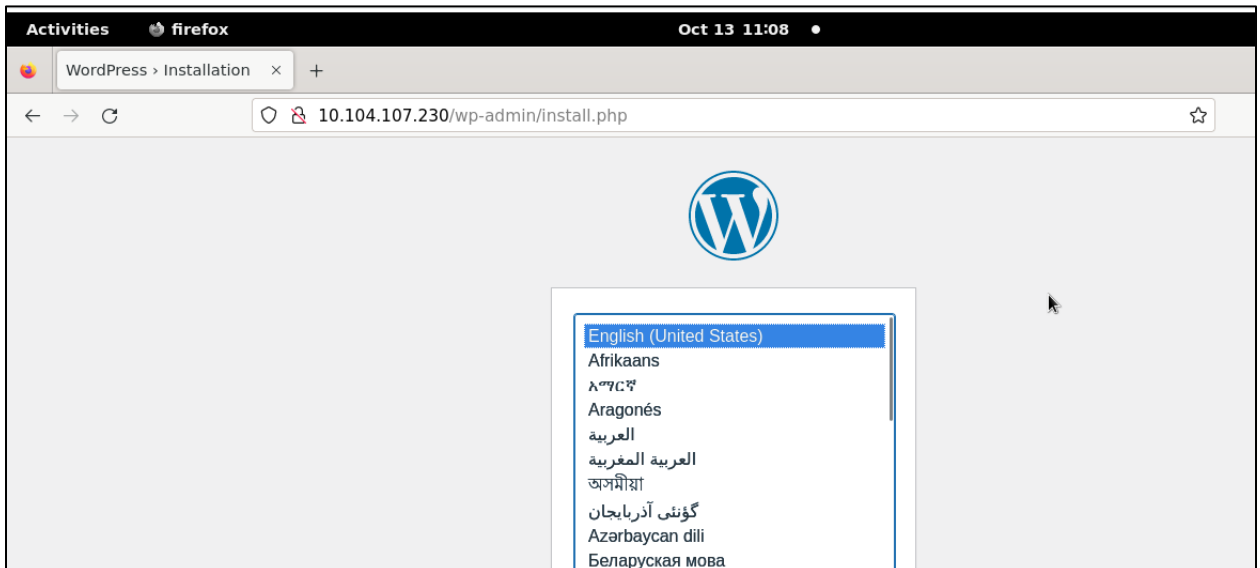 Activities firefox Oct 13 11:08
WordPress › Installation
10.104.107.230/wp-admin/install.php
English (United States)
Afrikaans
አማርኛ
Aragonés
العربية
العربية المغربية
অসমীয়া
گؤنئی آذربایجان
Azərbaycan dili
Беларуская мова